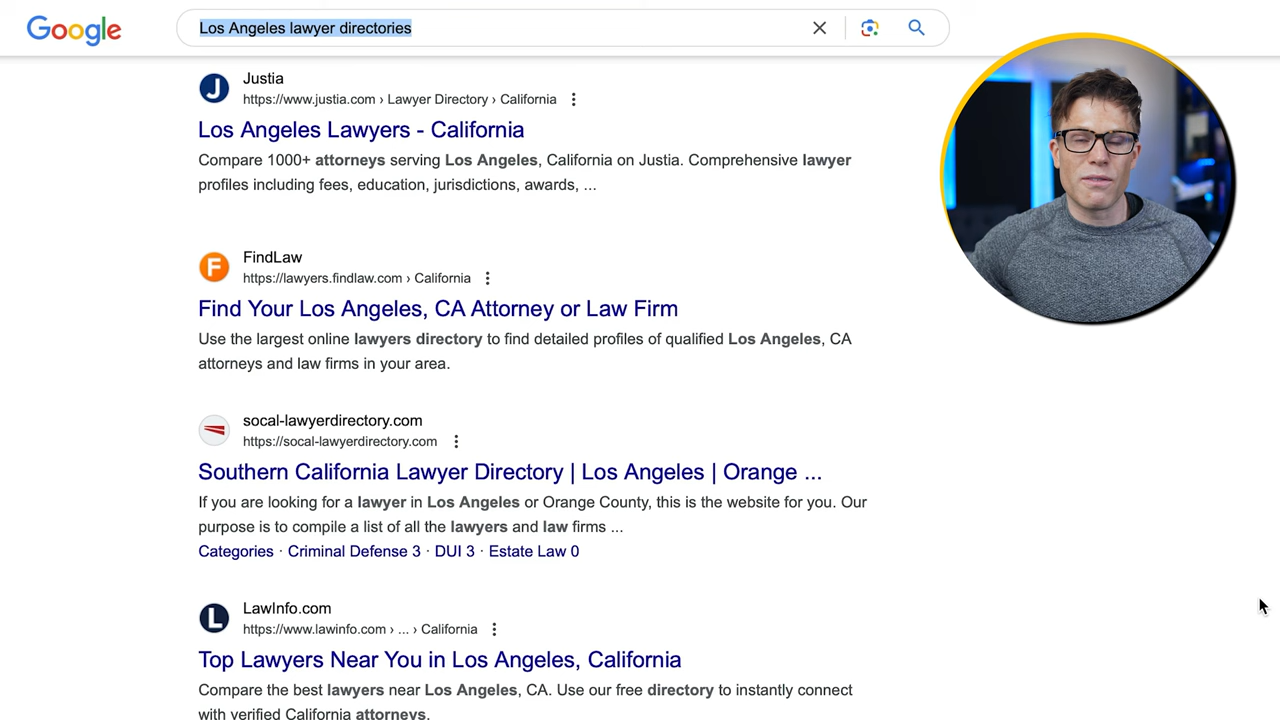 Google
Los Angeles lawyer directories
Justia
https://www.justia.com › Lawyer Directory › California
Los Angeles Lawyers - California
Compare 1000+ attorneys serving Los Angeles, California on Justia. Comprehensive lawyer
profiles including fees, education, jurisdictions, awards, ...
F
FindLaw
https://lawyers.findlaw.com › California
Find Your Los Angeles, CA Attorney or Law Firm
Use the largest online lawyers directory to find detailed profiles of qualified Los Angeles, CA
attorneys and law firms in your area.
socal-lawyerdirectory.com
https://socal-lawyerdirectory.com
Southern California Lawyer Directory | Los Angeles | Orange ...
If you are looking for a lawyer in Los Angeles or Orange County, this is the website for you. Our
purpose is to compile a list of all the lawyers and law firms ...
Categories · Criminal Defense 3 · DUI 3 · Estate Law 0
L
LawInfo.com
https://www.lawinfo.com › ... › California
Top Lawyers Near You in Los Angeles, California
Compare the best lawyers near Los Angeles, CA. Use our free directory to instantly connect
with verified California attorneys.